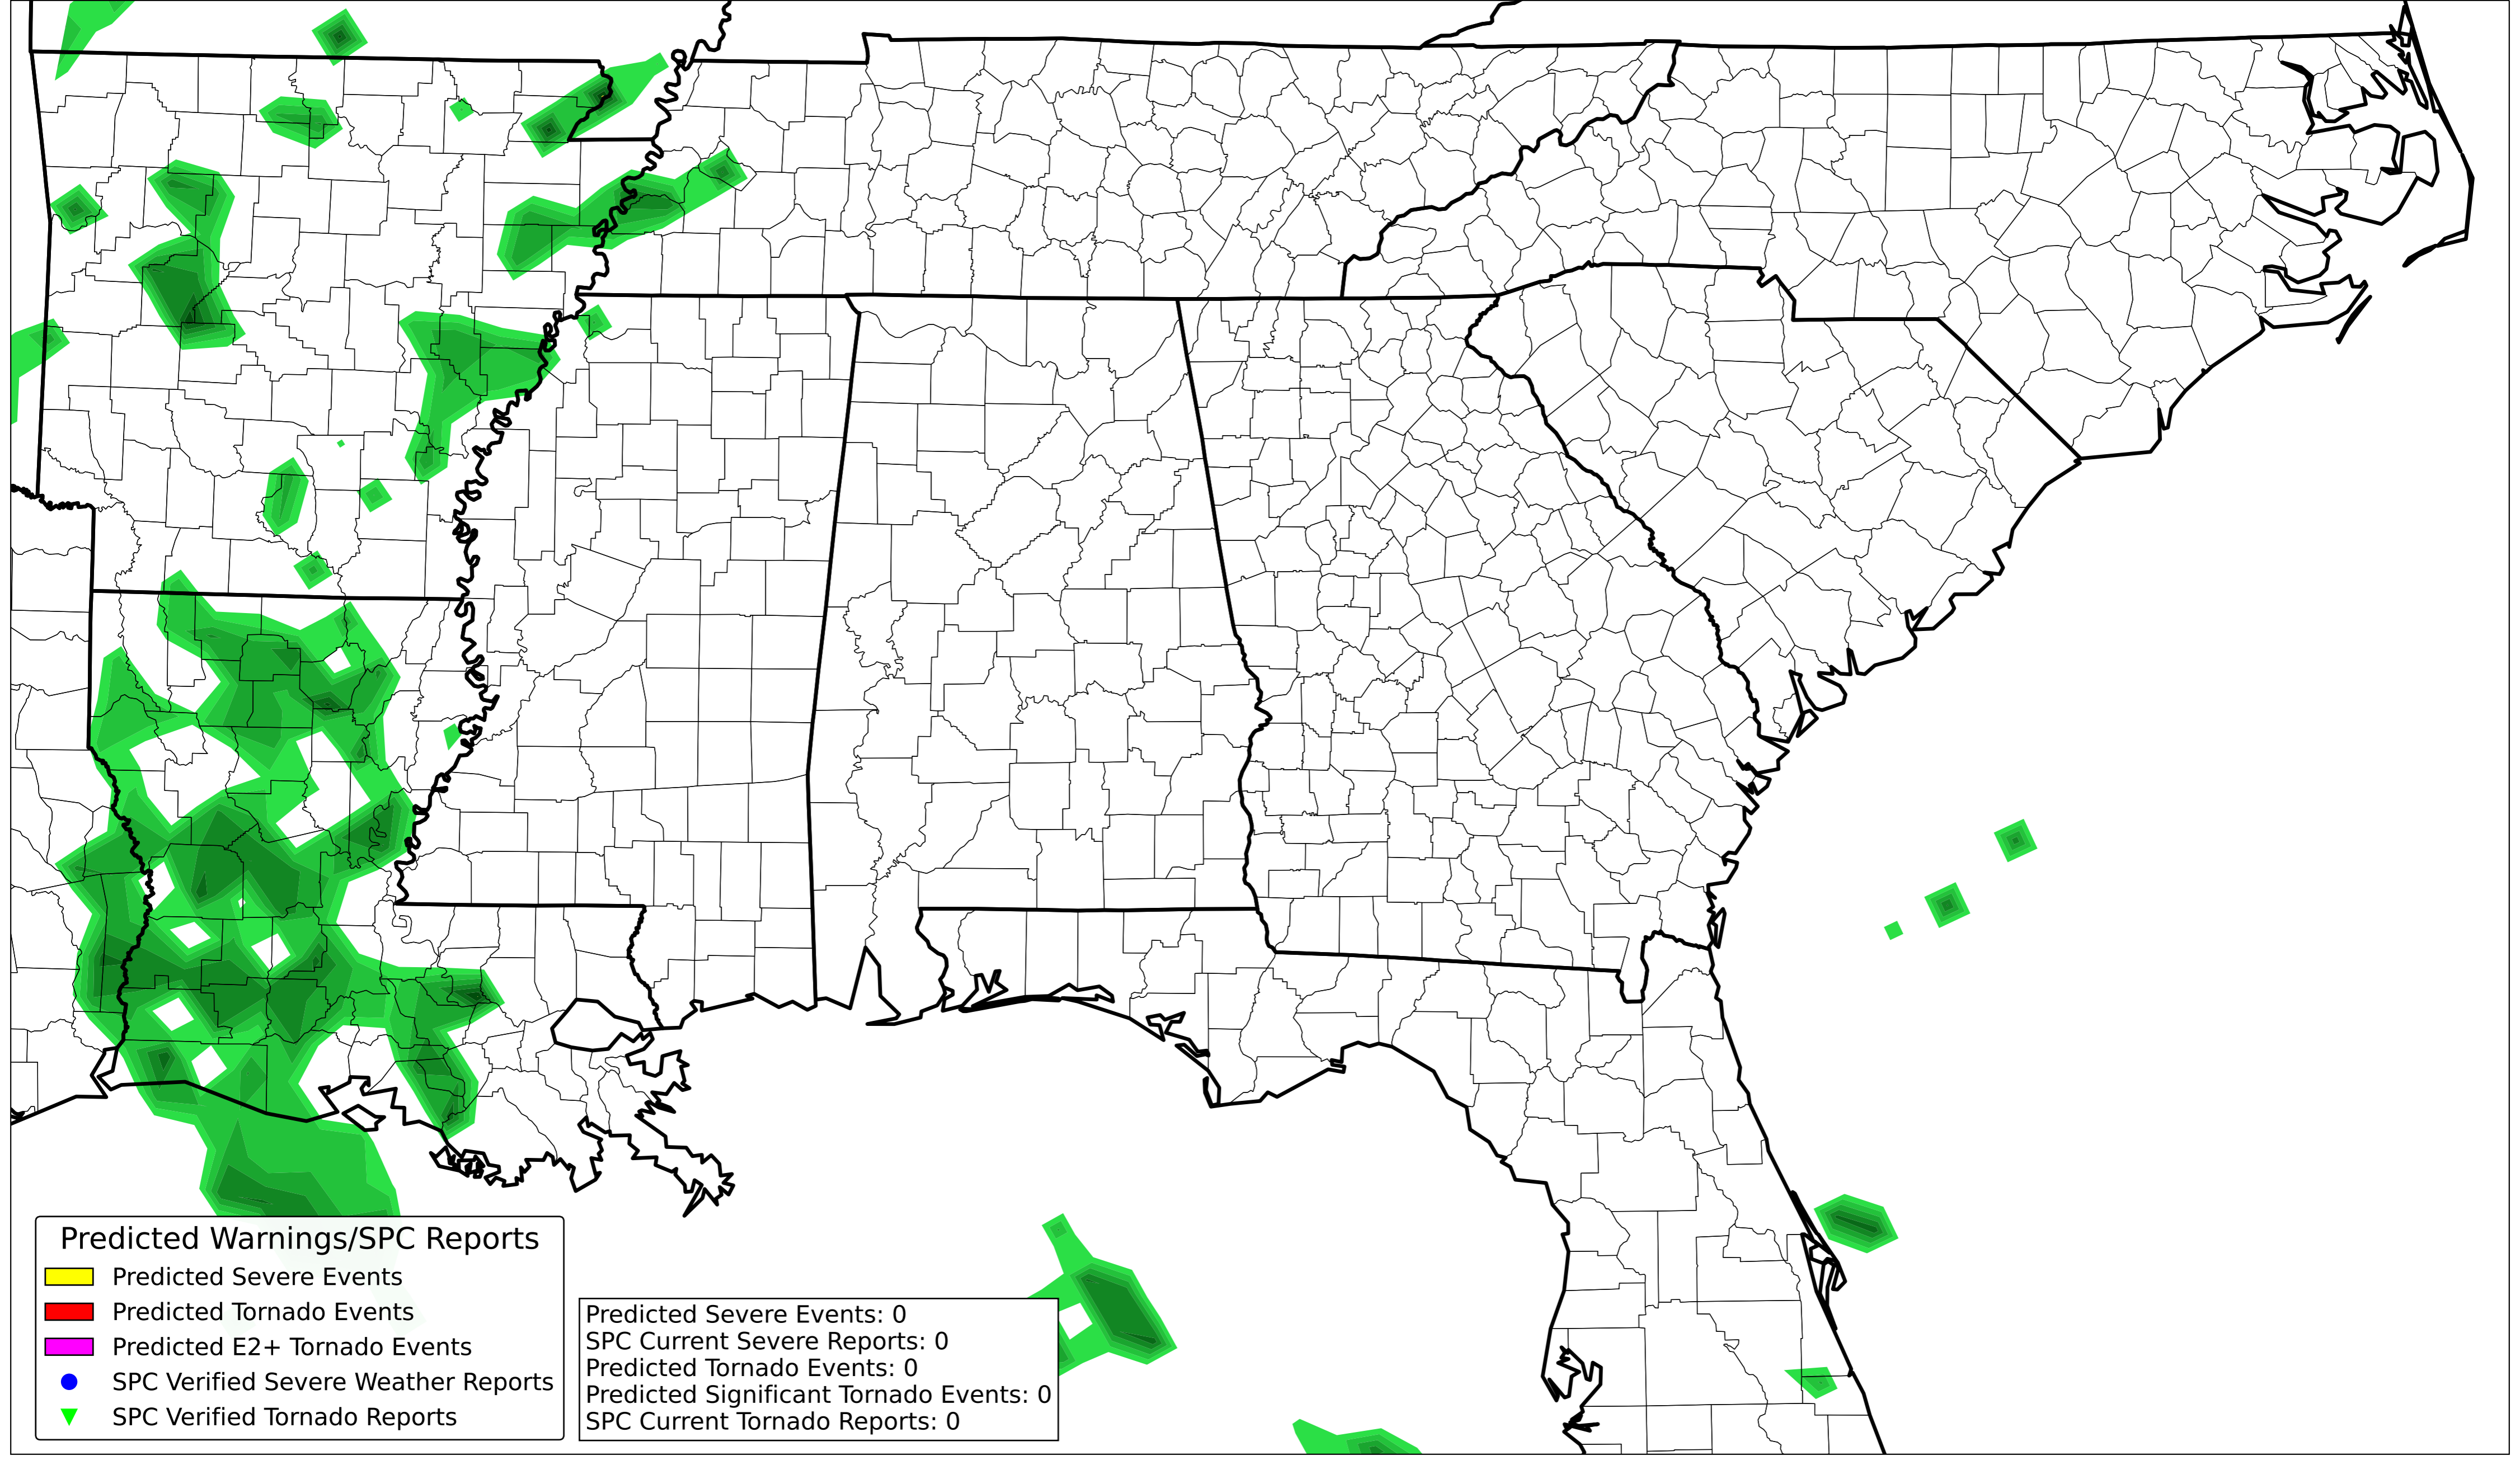 Predicted Warnings/SPC Reports
Predicted Severe Events
Predicted Tornado Events
Predicted E2+ Tornado Events
SPC Verified Severe Weather Reports
SPC Verified Tornado Reports
Predicted Severe Events: 0
SPC Current Severe Reports: 0
Predicted Tornado Events: 0
Predicted Significant Tornado Events: 0
SPC Current Tornado Reports: 0